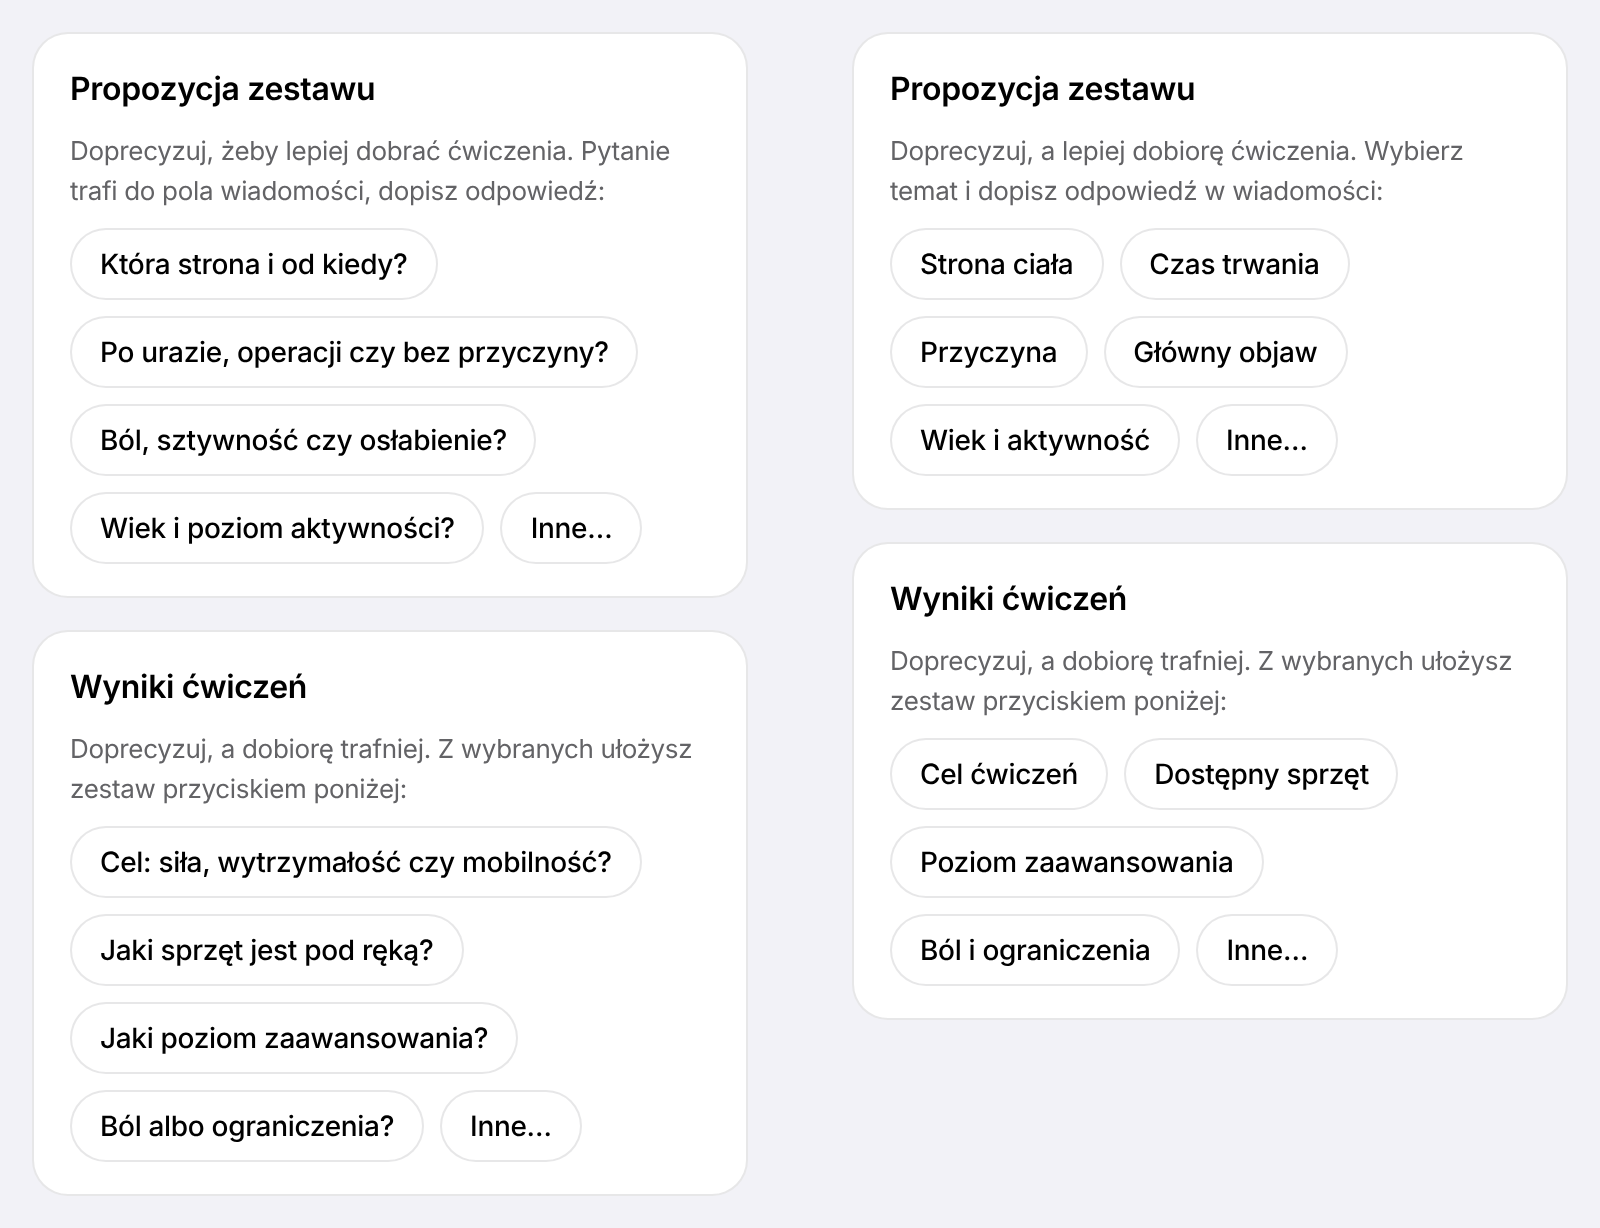 Propozycja zestawu
Doprecyzuj, żeby lepiej dobrać ćwiczenia. Pytanie
trafi do pola wiadomości, dopisz odpowiedź:
Która strona i od kiedy?
Po urazie, operacji czy bez przyczyny?
Ból, sztywność czy osłabienie?
Wiek i poziom aktywności?
Inne...
Wyniki ćwiczeń
Doprecyzuj, a dobiorę trafniej. Z wybranych ułożysz
zestaw przyciskiem poniżej:
Cel: siła, wytrzymałość czy mobilność?
Jaki sprzęt jest pod ręką?
Jaki poziom zaawansowania?
Ból albo ograniczenia?
Inne...
Propozycja zestawu
Doprecyzuj, a lepiej dobiorę ćwiczenia. Wybierz
temat i dopisz odpowiedź w wiadomości:
Strona ciała
Czas trwania
Przyczyna
Główny objaw
Wiek i aktywność
Inne...
Wyniki ćwiczeń
Doprecyzuj, a dobiorę trafniej. Z wybranych ułożysz
zestaw przyciskiem poniżej:
Cel ćwiczeń
Dostępny sprzęt
Poziom zaawansowania
Ból i ograniczenia
Inne...